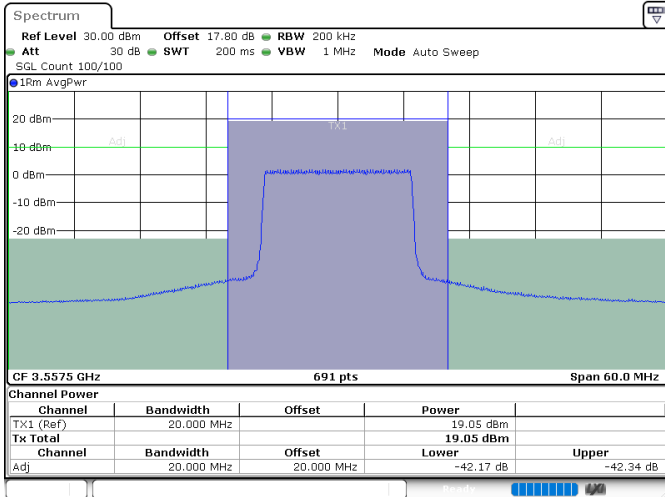 Spectrum
Ref Level 30.00 dBm Offset 17.80 dB RBW 200 kHz
Att 30 dB SWT 200 ms VBW 1 MHz Mode Auto Sweep
SGL Count 100/100
1Rm AvgPwr
20 dBm
TX1
10 dBm
Adj
Adj
0 dBm
-10 dBm
-20 dBm
CF 3.5575 GHz 691 pts Span 60.0 MHz
Channel Power
Channel Bandwidth Offset Power
TX1 (Ref) 20.000 MHz 19.05 dBm
Tx Total 19.05 dBm
Channel Bandwidth Offset Lower Upper
Adj 20.000 MHz 20.000 MHz -42.17 dB -42.34 dB
Ready